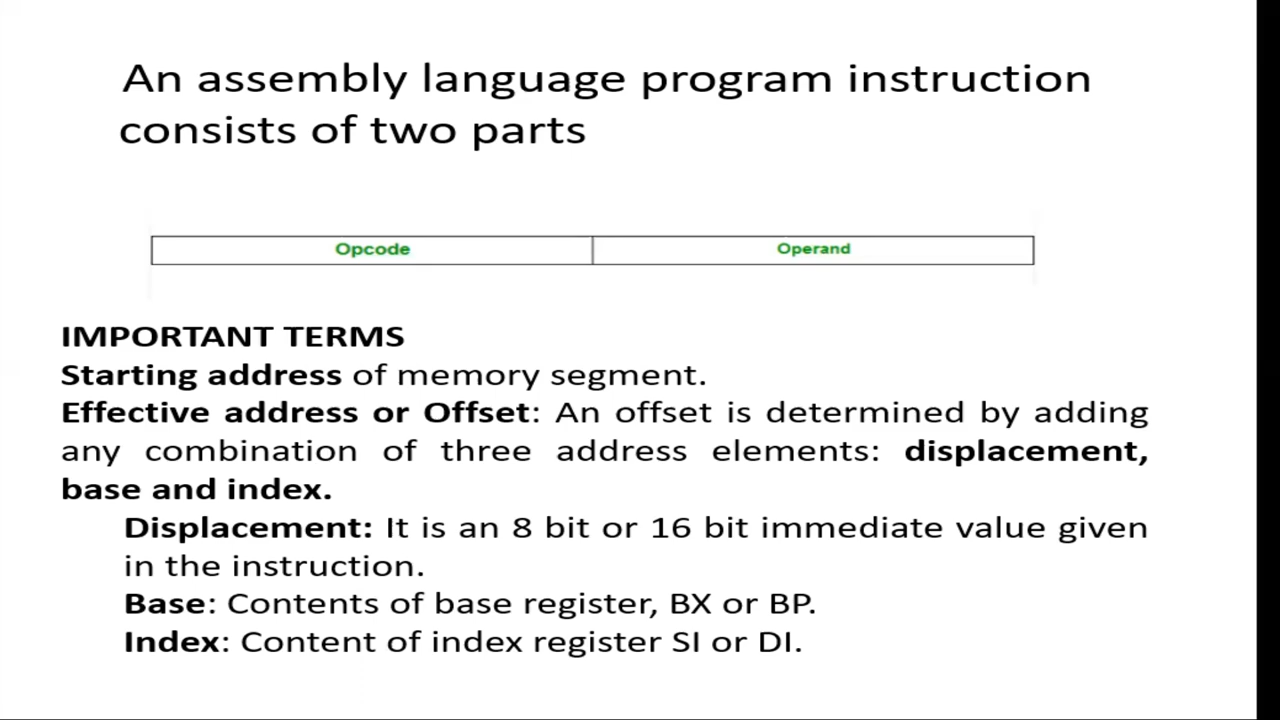 An assembly language program instruction
consists of two parts
Opcode Operand
IMPORTANT TERMS
Starting address of memory segment.
Effective address or Offset: An offset is determined by adding
any combination of three address elements: displacement,
base and index.
Displacement: It is an 8 bit or 16 bit immediate value given
in the instruction.
Base: Contents of base register, BX or BP.
Index: Content of index register SI or DI.